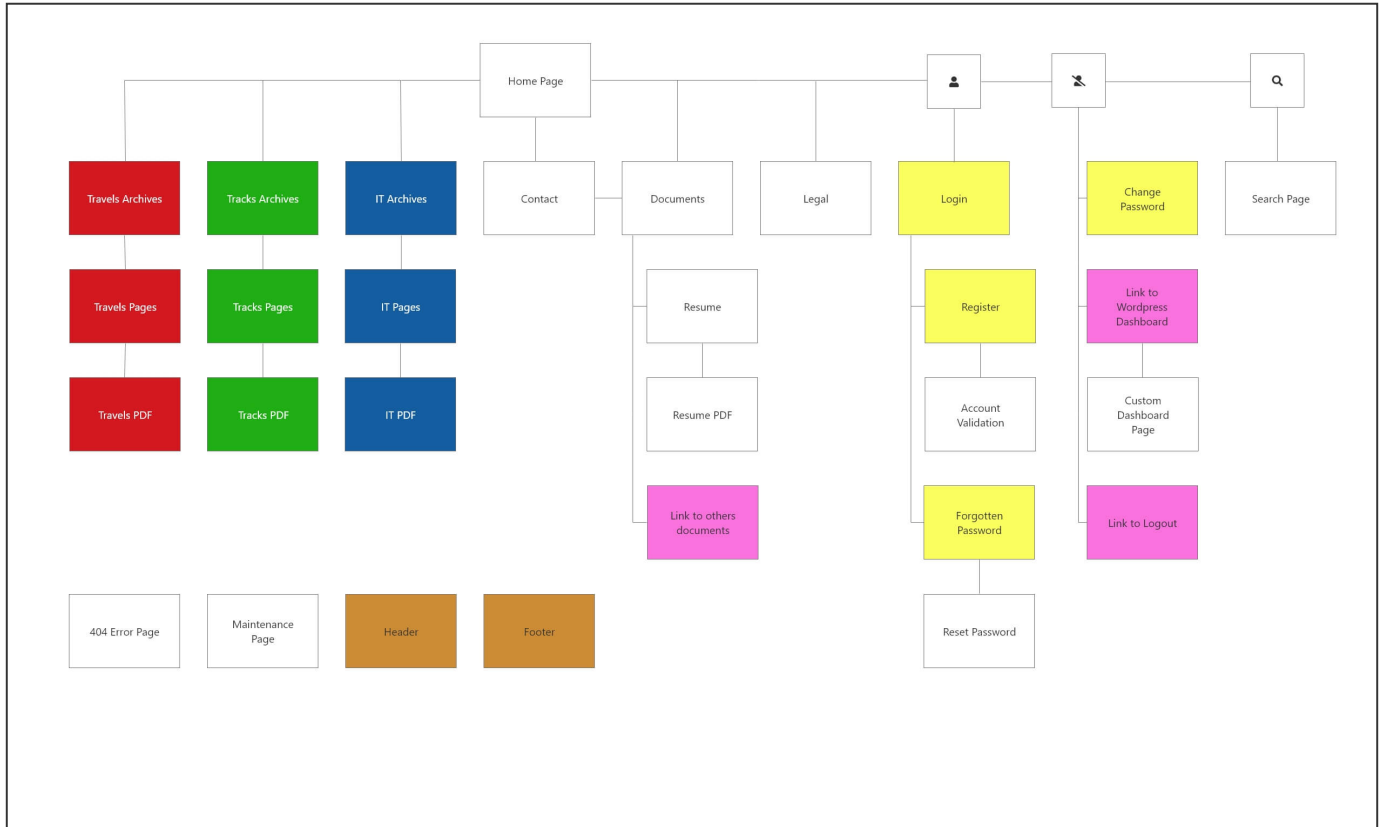 Home Page
Travels Archives
Tracks Archives
IT Archives
Contact
Documents
Legal
Login
Change
Password
Search Page
Travels Pages
Tracks Pages
IT Pages
Resume
Register
Link to
Wordpress
Dashboard
Travels PDF
Tracks PDF
IT PDF
Resume PDF
Account
Validation
Custom
Dashboard
Page
Link to others
documents
Forgotten
Password
Link to Logout
404 Error Page
Maintenance
Page
Header
Footer
Reset Password